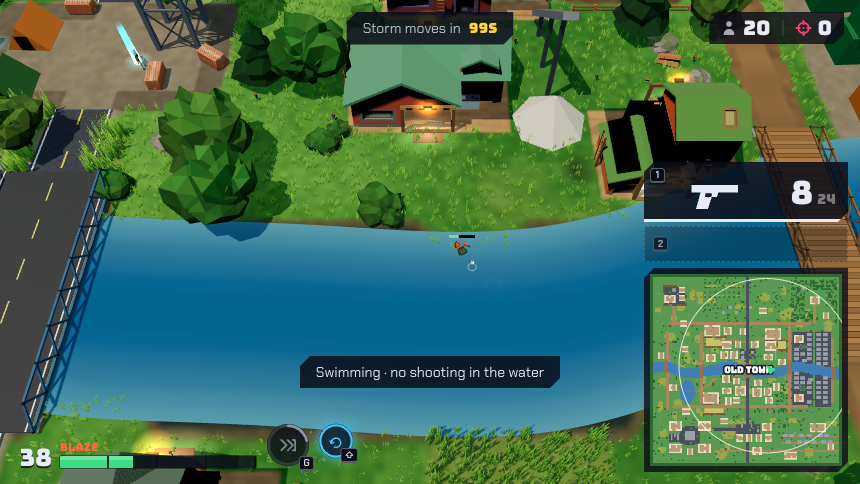 Storm moves in 99S
20
0
1
8 24
2
OLD TOWN
Swimming · no shooting in the water
BLAZE
38
G